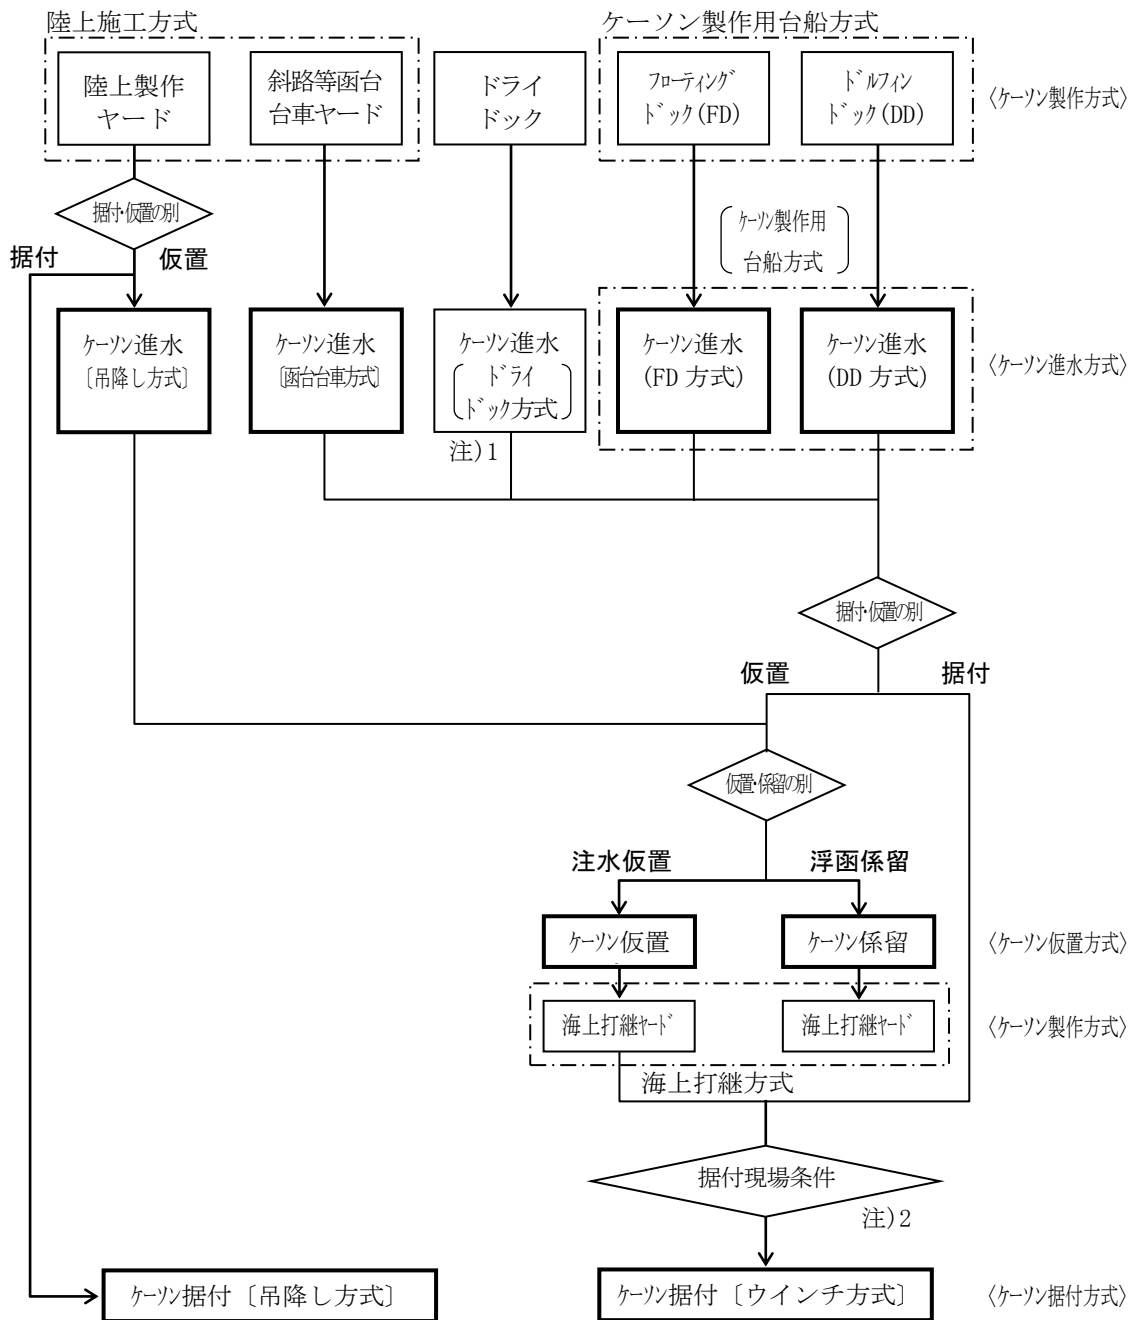 陸上施工方式
ケーソン製作用台船方式
陸上製作
ヤード
斜路等函台
台車ヤード
ドライ
ドック
フローティング
ドック(FD)
ドルフィン
ドック(DD)
〈ケーソン製作方式〉
据付・仮置の別
ケーソン製作用
台船方式
据付
仮置
ケーソン進水
〔吊降し方式〕
ケーソン進水
〔函台台車方式〕
ケーソン進水
ドライ
ドック方式
ケーソン進水
(FD 方式)
ケーソン進水
(DD 方式)
〈ケーソン進水方式〉
注)1
据付・仮置の別
仮置
据付
仮置・係留の別
注水仮置
浮函係留
ケーソン仮置
ケーソン係留
〈ケーソン仮置方式〉
海上打継ヤード
海上打継ヤード
〈ケーソン製作方式〉
海上打継方式
据付現場条件
注)2
ケーソン据付〔吊降し方式〕
ケーソン据付〔ウインチ方式〕
〈ケーソン据付方式〉